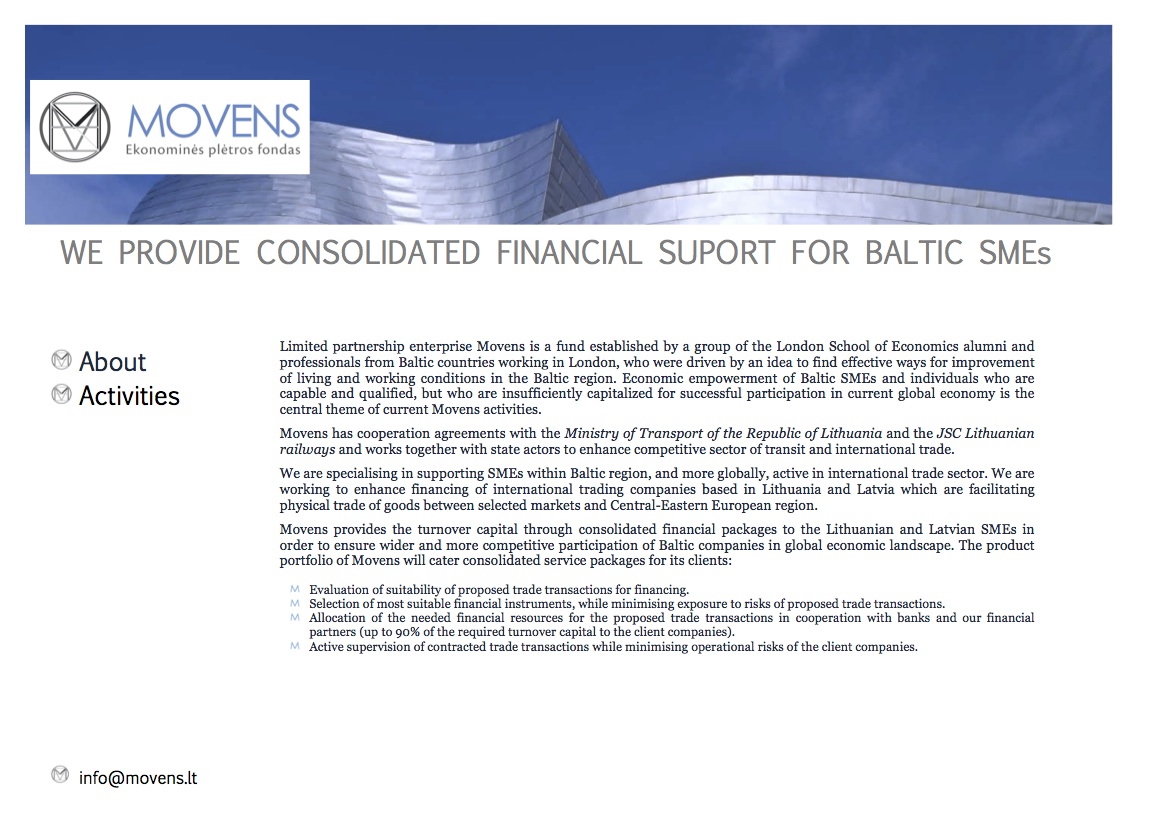 MOVENS
Ekonominės plėtros fondas
WE PROVIDE CONSOLIDATED FINANCIAL SUPORT FOR BALTIC SMEs
About
Activities
Limited partnership enterprise Movens is a fund established by a group of the London School of Economics alumni and
professionals from Baltic countries working in London, who were driven by an idea to find effective ways for improvement
of living and working conditions in the Baltic region. Economic empowerment of Baltic SMEs and individuals who are
capable and qualified, but who are insufficiently capitalized for successful participation in current global economy is the
central theme of current Movens activities.
Movens has cooperation agreements with the Ministry of Transport of the Republic of Lithuania and the JSC Lithuanian
railways and works together with state actors to enhance competitive sector of transit and international trade.
We are specialising in supporting SMEs within Baltic region, and more globally, active in international trade sector. We are
working to enhance financing of international trading companies based in Lithuania and Latvia which are facilitating
physical trade of goods between selected markets and Central-Eastern European region.
Movens provides the turnover capital through consolidated financial packages to the Lithuanian and Latvian SMEs in
order to ensure wider and more competitive participation of Baltic companies in global economic landscape. The product
portfolio of Movens will cater consolidated service packages for its clients:
M Evaluation of suitability of proposed trade transactions for financing.
M Selection of most suitable financial instruments, while minimising exposure to risks of proposed trade transactions.
M Allocation of the needed financial resources for the proposed trade transactions in cooperation with banks and our financial
partners (up to 90% of the required turnover capital to the client companies).
M Active supervision of contracted trade transactions while minimising operational risks of the client companies.
info@movens.lt